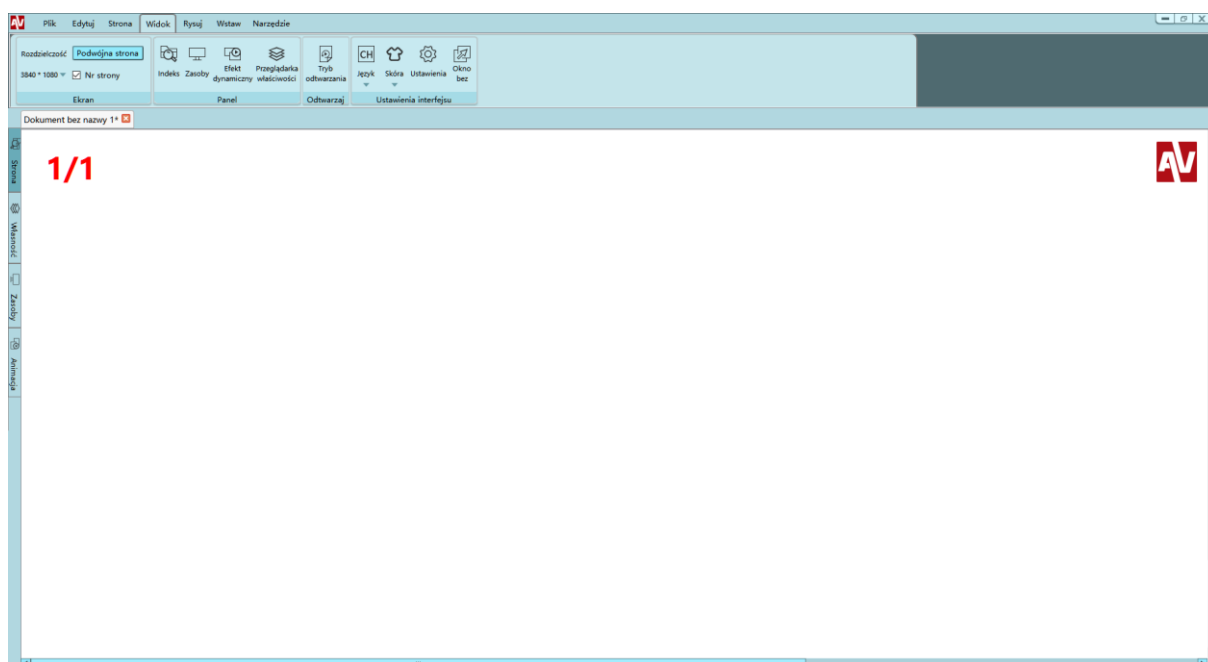 AV Plik Edytuj Strona Widok Rysuj Wstaw Narzędzie
Rozdzielczość Podwójna strona
3840 * 1080 Nr strony
Ekran
Indeks Zasoby Efekt dynamiczny Przeglądarka właściwości
Panel
Tryb odtwarzania
Odtwarzaj
CH
Język Skóra Ustawienia Okno bez
Ustawienia interfejsu
Dokument bez nazwy 1*
Strona
Własność
Zasoby
Animacja
1/1
AV